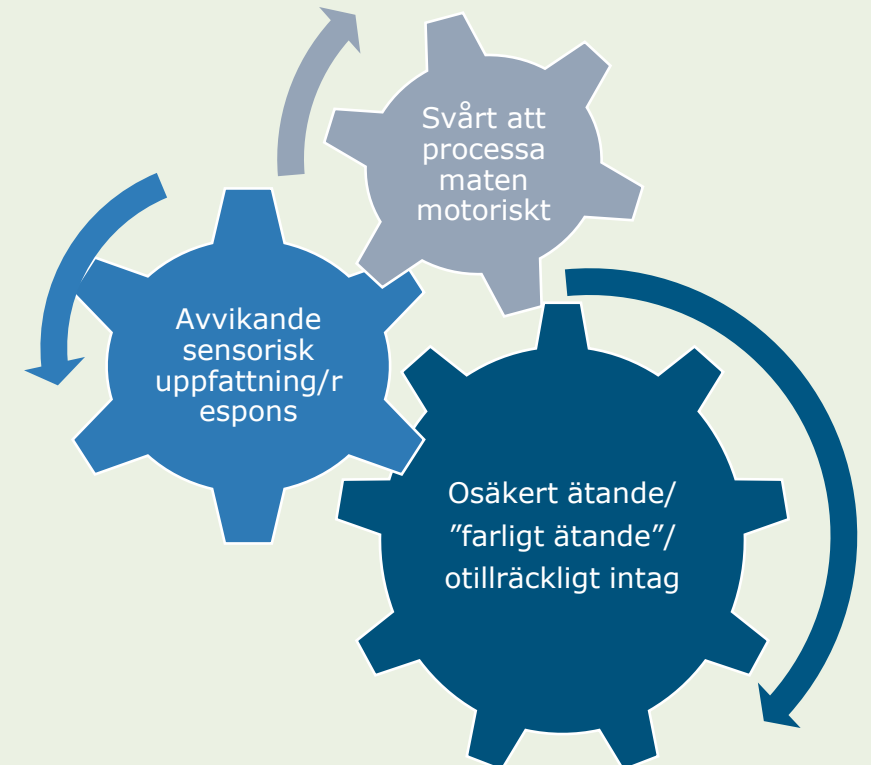 Svårt att
processa
maten
motoriskt
Avvikande
sensorisk
uppfattning/r
espons
Osäkert ätande/
”farligt ätande”/
otillräckligt intag